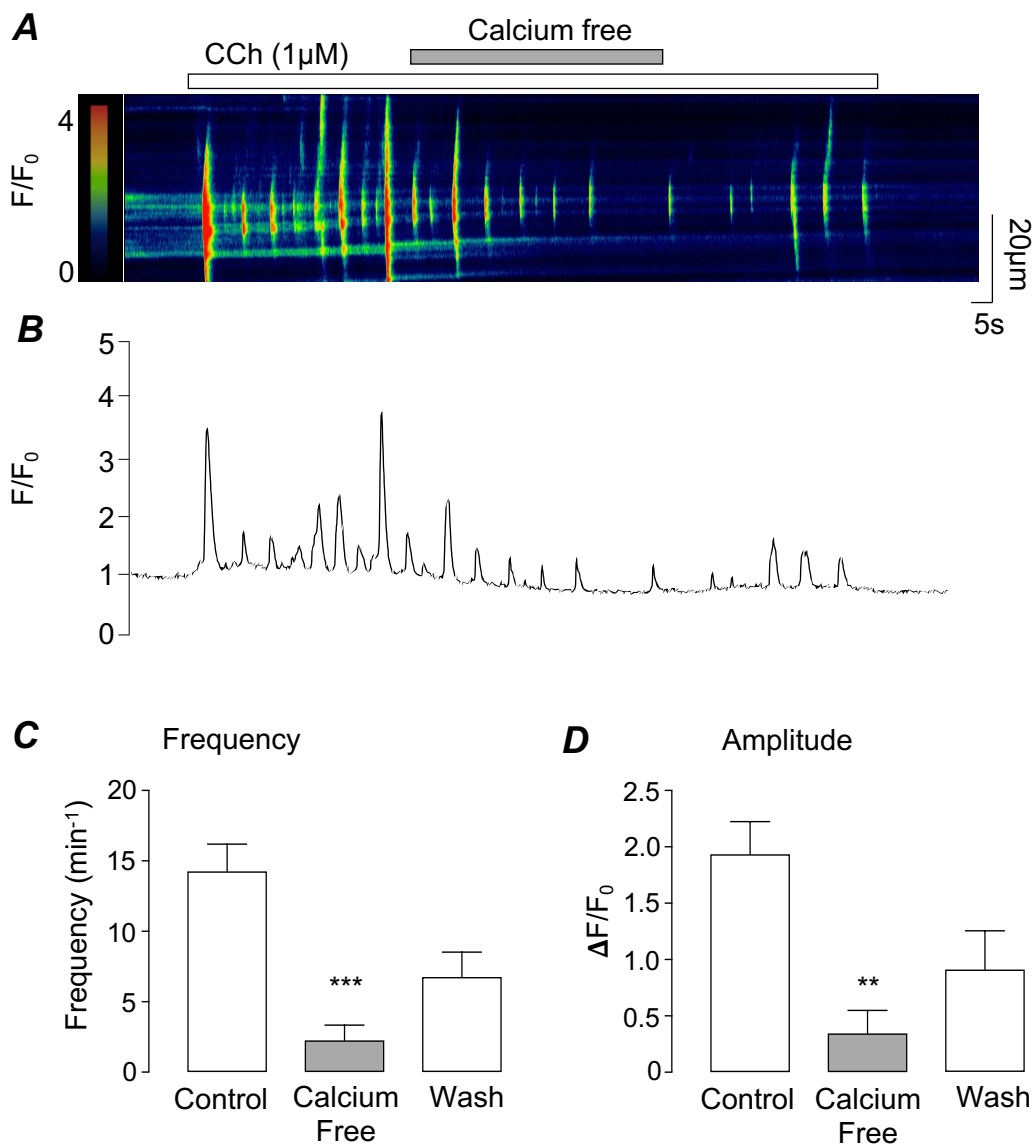 A
Calcium free
CCh (1µM)
4
F/F₀
0
20µm
5s
B
5
4
3
2
1
0
F/F₀
C
Frequency
20
15
10
5
0
Frequency (min⁻¹)
***
Control
Calcium
Free
Wash
D
Amplitude
2.5
2.0
1.5
1.0
0.5
0
ΔF/F₀
**
Control
Calcium
Free
Wash